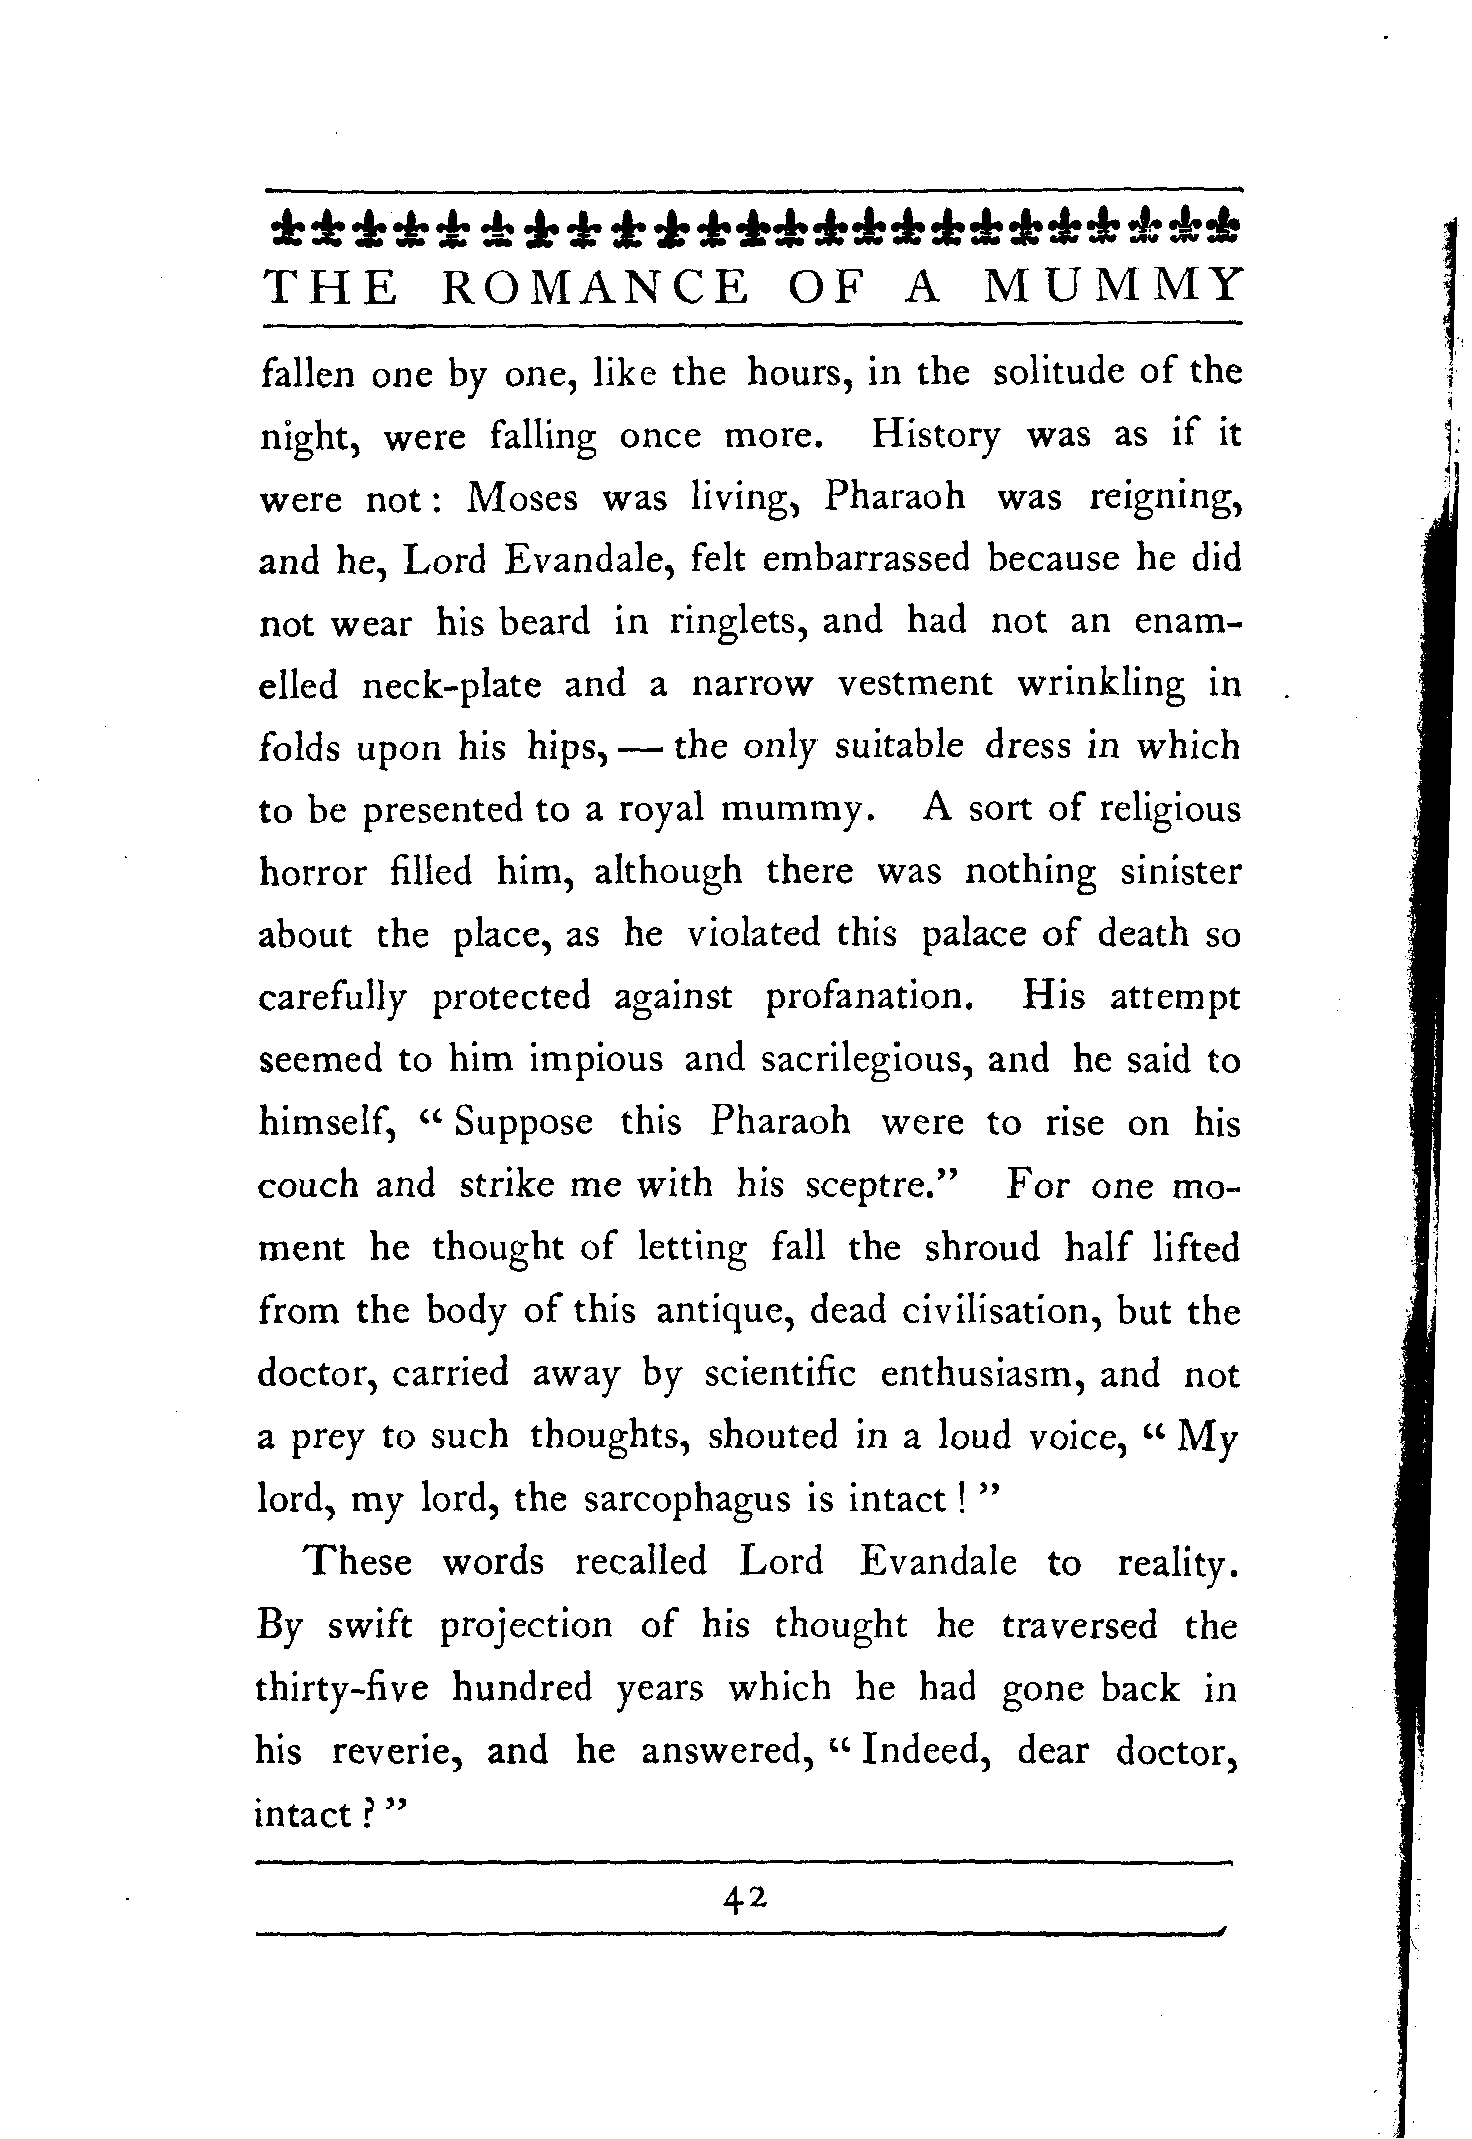 THE ROMANCE OF A MUMMY
fallen one by one, like the hours, in the solitude of the
night, were falling once more. History was as if it
were not : Moses was living, Pharaoh was reigning,
and he, Lord Evandale, felt embarrassed because he did
not wear his beard in ringlets, and had not an enam-
elled neck-plate and a narrow vestment wrinkling in
folds upon his hips, — the only suitable dress in which
to be presented to a royal mummy. A sort of religious
horror filled him, although there was nothing sinister
about the place, as he violated this palace of death so
carefully protected against profanation. His attempt
seemed to him impious and sacrilegious, and he said to
himself, “ Suppose this Pharaoh were to rise on his
couch and strike me with his sceptre.” For one mo-
ment he thought of letting fall the shroud half lifted
from the body of this antique, dead civilisation, but the
doctor, carried away by scientific enthusiasm, and not
a prey to such thoughts, shouted in a loud voice, “ My
lord, my lord, the sarcophagus is intact ! ”
These words recalled Lord Evandale to reality.
By swift projection of his thought he traversed the
thirty-five hundred years which he had gone back in
his reverie, and he answered, “ Indeed, dear doctor,
intact ? ”
42